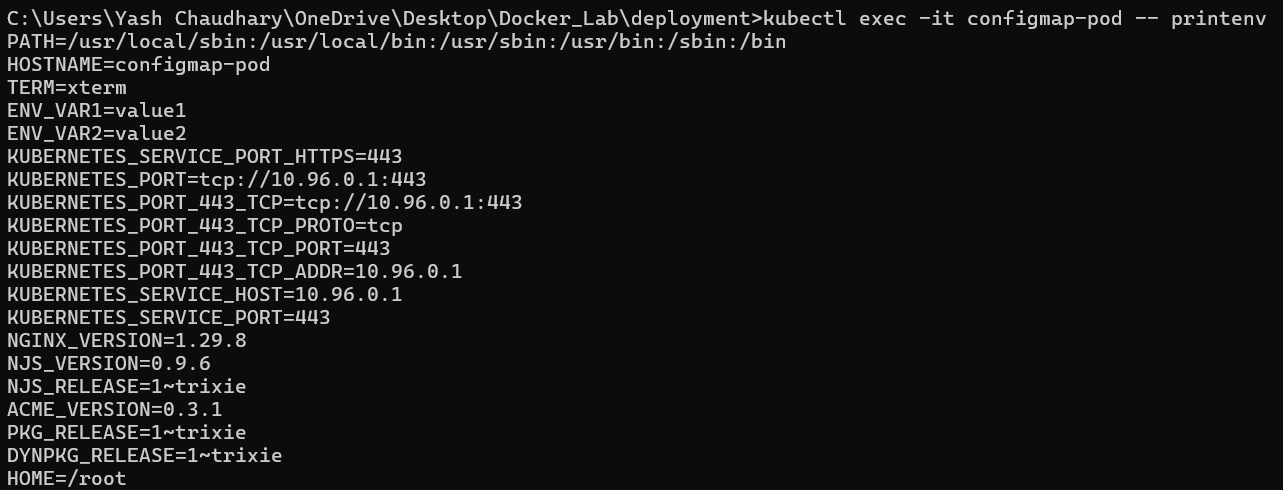 C:\Users\Yash Chaudhary\OneDrive\Desktop\Docker_Lab\deployment>kubectl exec -it configmap-pod -- printenv
PATH=/usr/local/sbin:/usr/local/bin:/usr/sbin:/usr/bin:/sbin:/bin
HOSTNAME=configmap-pod
TERM=xterm
ENV_VAR1=value1
ENV_VAR2=value2
KUBERNETES_SERVICE_PORT_HTTPS=443
KUBERNETES_PORT=tcp://10.96.0.1:443
KUBERNETES_PORT_443_TCP=tcp://10.96.0.1:443
KUBERNETES_PORT_443_TCP_PROTO=tcp
KUBERNETES_PORT_443_TCP_PORT=443
KUBERNETES_PORT_443_TCP_ADDR=10.96.0.1
KUBERNETES_SERVICE_HOST=10.96.0.1
KUBERNETES_SERVICE_PORT=443
NGINX_VERSION=1.29.8
NJS_VERSION=0.9.6
NJS_RELEASE=1~trixie
ACME_VERSION=0.3.1
PKG_RELEASE=1~trixie
DYNPKG_RELEASE=1~trixie
HOME=/root